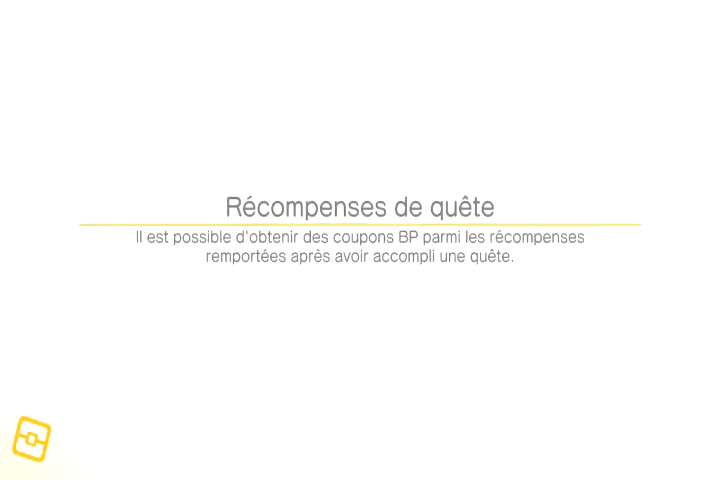 Récompenses de quête
Il est possible d'obtenir des coupons BP parmi les récompenses
remportées après avoir accompli une quête.